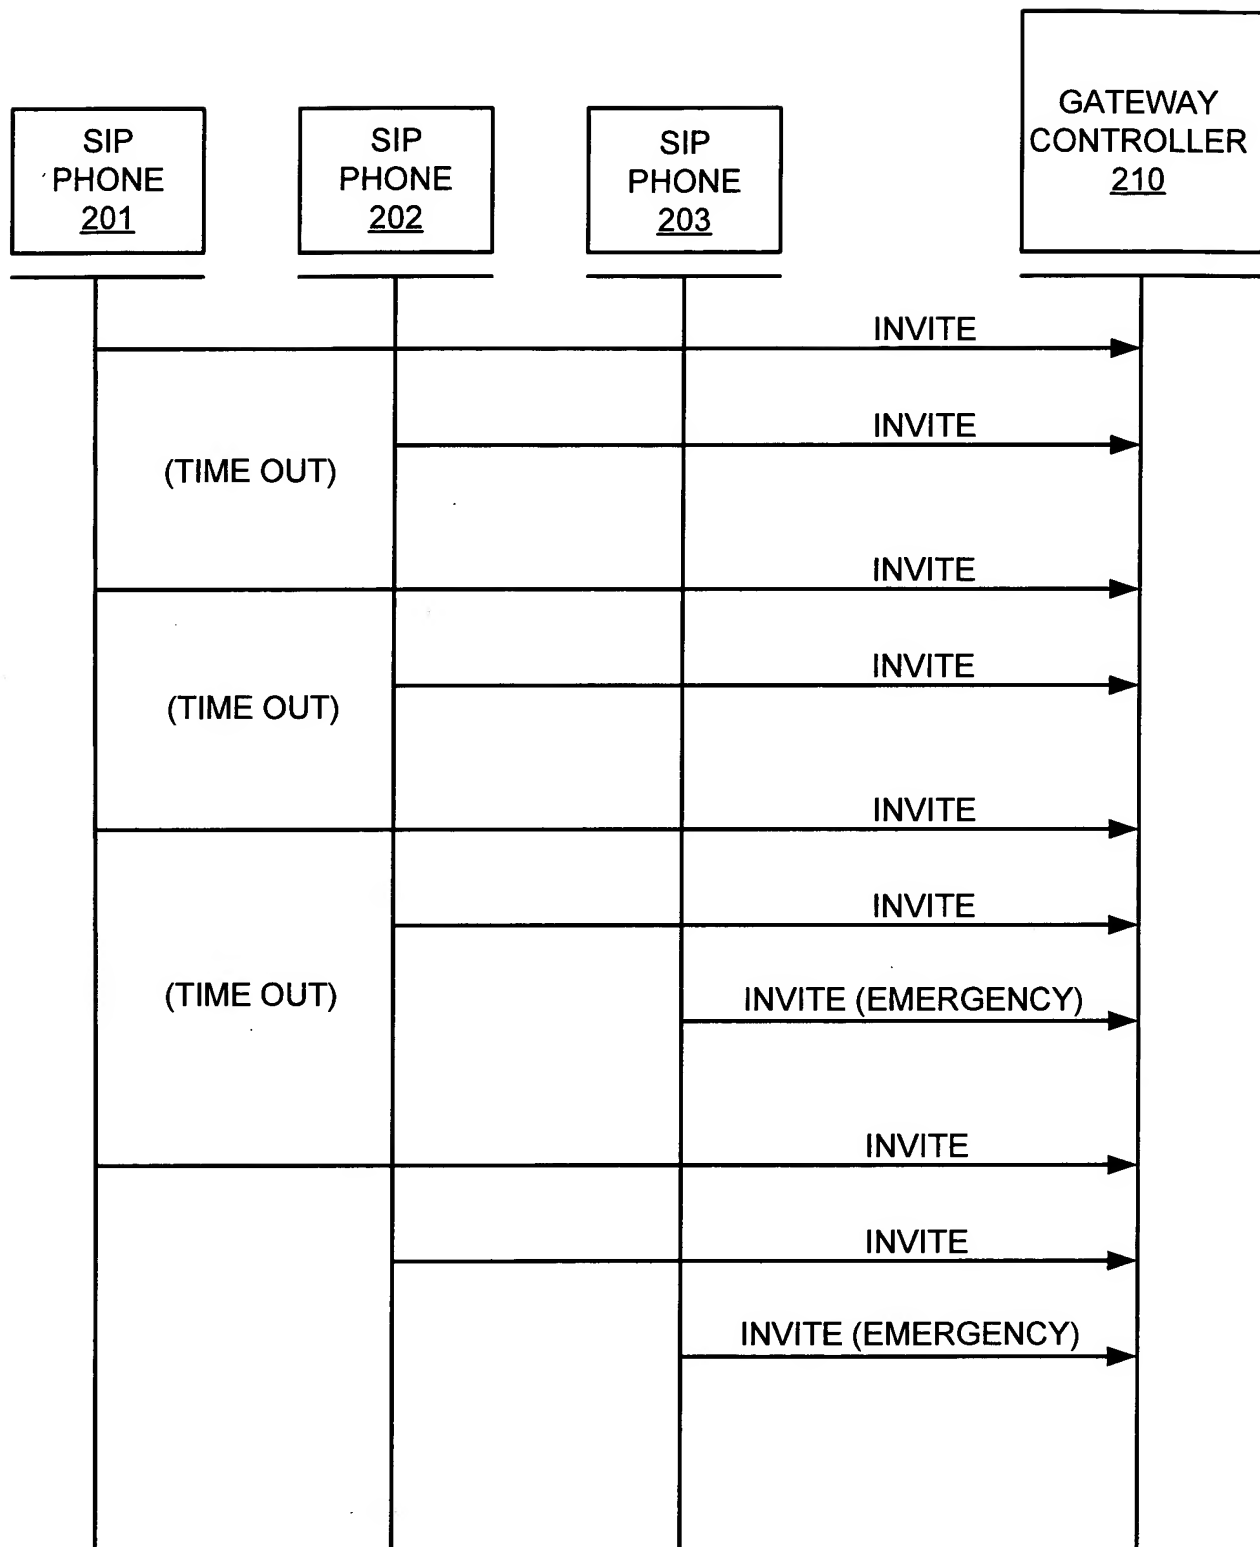 SIP
PHONE
201
SIP
PHONE
202
SIP
PHONE
203
GATEWAY
CONTROLLER
210
INVITE
INVITE
(TIME OUT)
INVITE
INVITE
(TIME OUT)
INVITE
INVITE
(TIME OUT)
INVITE (EMERGENCY)
INVITE
INVITE
INVITE (EMERGENCY)